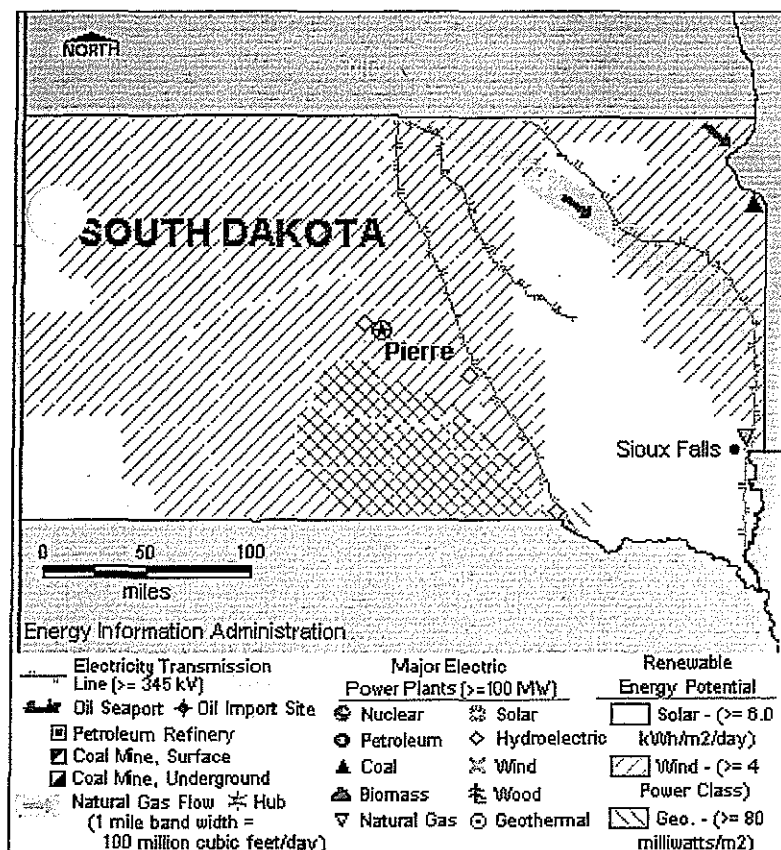 NORTH
SOUTH DAKOTA
Pierre
Sioux Falls
0 50 100
miles
Energy Information Administration
Electricity Transmission
Line (>= 345 kV)
Oil Seaport Oil Import Site
Petroleum Refinery
Coal Mine, Surface
Coal Mine, Underground
Natural Gas Flow Hub
(1 mile band width =
100 million cubic feet/day)
Major Electric
Power Plants (>=100 MW)
Nuclear Solar
Petroleum Hydroelectric
Coal Wind
Biomass Wood
Natural Gas Geothermal
Renewable
Energy Potential
Solar - (>= 6.0
kWh/m2/day)
Wind - (>= 4
Power Class)
Geo. - (>= 80
milliwatts/m2)